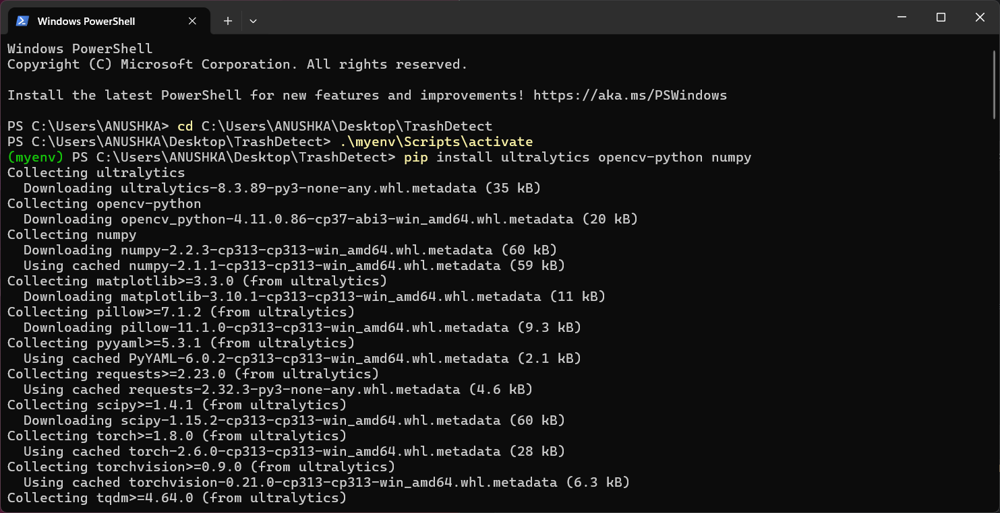 Windows PowerShell
Windows PowerShell
Copyright (C) Microsoft Corporation. All rights reserved.
Install the latest PowerShell for new features and improvements! https://aka.ms/PSWindows
PS C:\Users\ANUSHKA> cd C:\Users\ANUSHKA\Desktop\TrashDetect
PS C:\Users\ANUSHKA\Desktop\TrashDetect> .\myenv\Scripts\activate
(myenv) PS C:\Users\ANUSHKA\Desktop\TrashDetect> pip install ultralytics opencv-python numpy
Collecting ultralytics
  Downloading ultralytics-8.3.89-py3-none-any.whl.metadata (35 kB)
Collecting opencv-python
  Downloading opencv_python-4.11.0.86-cp37-abi3-win_amd64.whl.metadata (20 kB)
Collecting numpy
  Downloading numpy-2.2.3-cp313-cp313-win_amd64.whl.metadata (60 kB)
  Using cached numpy-2.1.1-cp313-cp313-win_amd64.whl.metadata (59 kB)
Collecting matplotlib>=3.3.0 (from ultralytics)
  Downloading matplotlib-3.10.1-cp313-cp313-win_amd64.whl.metadata (11 kB)
Collecting pillow>=7.1.2 (from ultralytics)
  Downloading pillow-11.1.0-cp313-cp313-win_amd64.whl.metadata (9.3 kB)
Collecting pyyaml>=5.3.1 (from ultralytics)
  Using cached PyYAML-6.0.2-cp313-cp313-win_amd64.whl.metadata (2.1 kB)
Collecting requests>=2.23.0 (from ultralytics)
  Using cached requests-2.32.3-py3-none-any.whl.metadata (4.6 kB)
Collecting scipy>=1.4.1 (from ultralytics)
  Downloading scipy-1.15.2-cp313-cp313-win_amd64.whl.metadata (60 kB)
Collecting torch>=1.8.0 (from ultralytics)
  Using cached torch-2.6.0-cp313-cp313-win_amd64.whl.metadata (28 kB)
Collecting torchvision>=0.9.0 (from ultralytics)
  Using cached torchvision-0.21.0-cp313-cp313-win_amd64.whl.metadata (6.3 kB)
Collecting tqdm>=4.64.0 (from ultralytics)